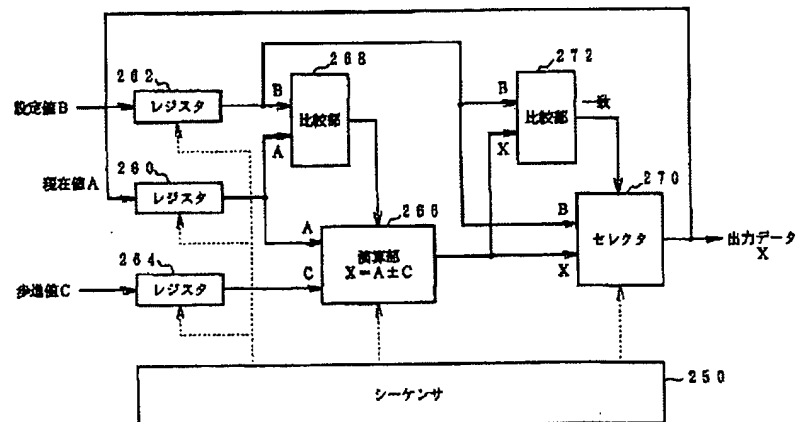 262
268
272
設定値B
レジスタ
B
比較部
A
B
比較部
X
一致
260
現在値A
レジスタ
270
264
266
A
演算部
X=A±C
C
B
セレクタ
X
出力データ
X
歩進値C
レジスタ
シーケンサ
250